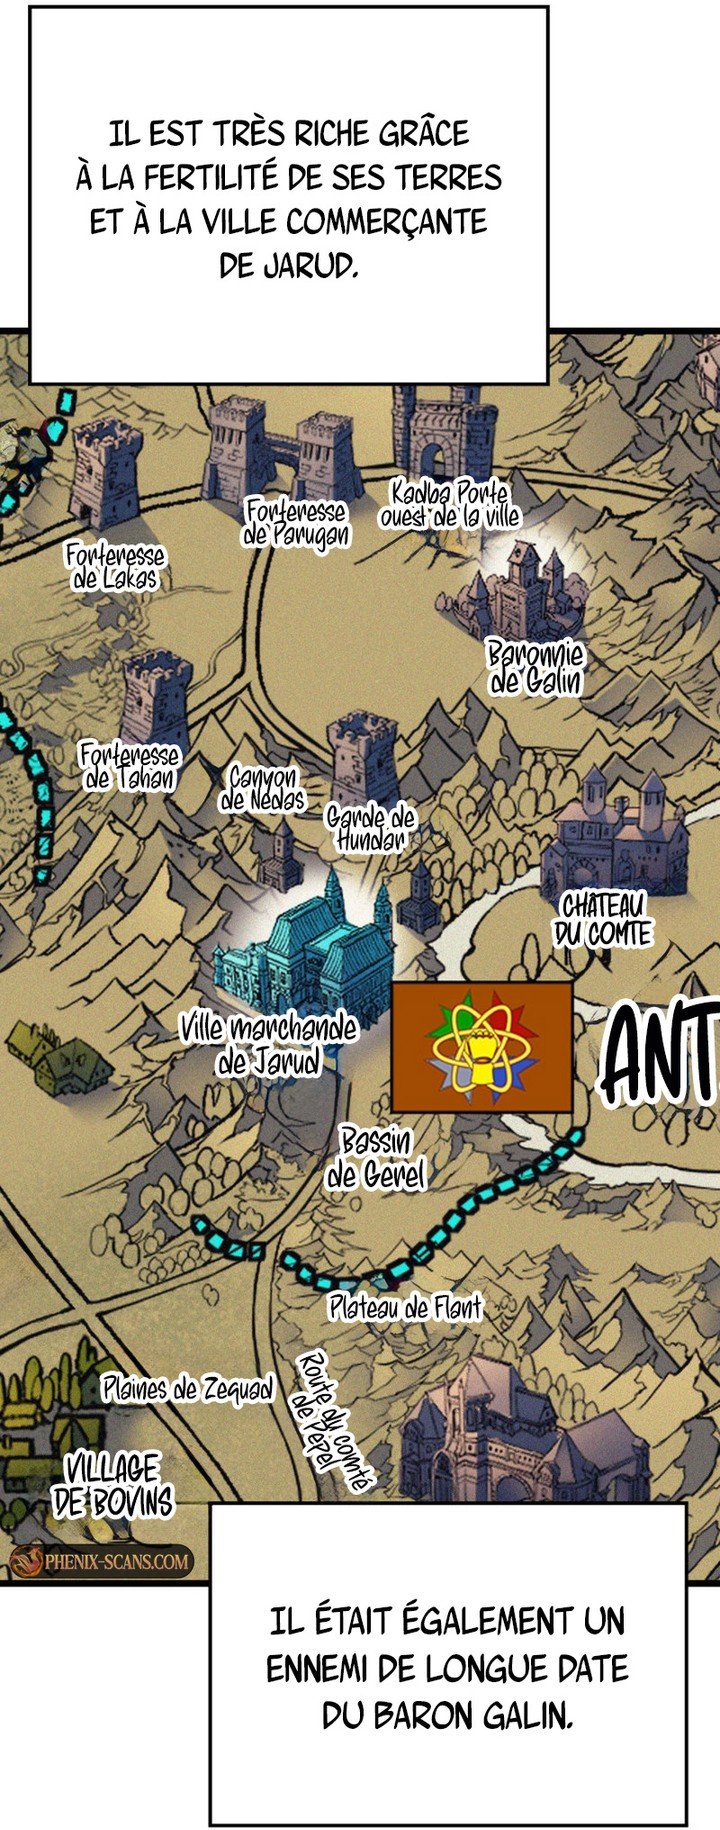 IL EST TRÈS RICHE GRÂCE
À LA FERTILITÉ DE SES TERRES
ET À LA VILLE COMMERÇANTE
DE JARUD.
Forteresse
de Lakas
Forteresse
de Parugan
Kadba Porte
ouest de la ville
Baronnie
de Galin
Forteresse
de Tahan
Canyon
de Nedas
Garde de
Hundar
CHÂTEAU
DU COMTE
Ville marchande
de Jarud
ANT
Bassin
de Gerel
Plateau de Flant
Plaines de Zequad
Route du comté
de Pepel
VILLAGE
DE BOVINS
PHENIX-SCANS.COM
IL ÉTAIT ÉGALEMENT UN
ENNEMI DE LONGUE DATE
DU BARON GALIN.